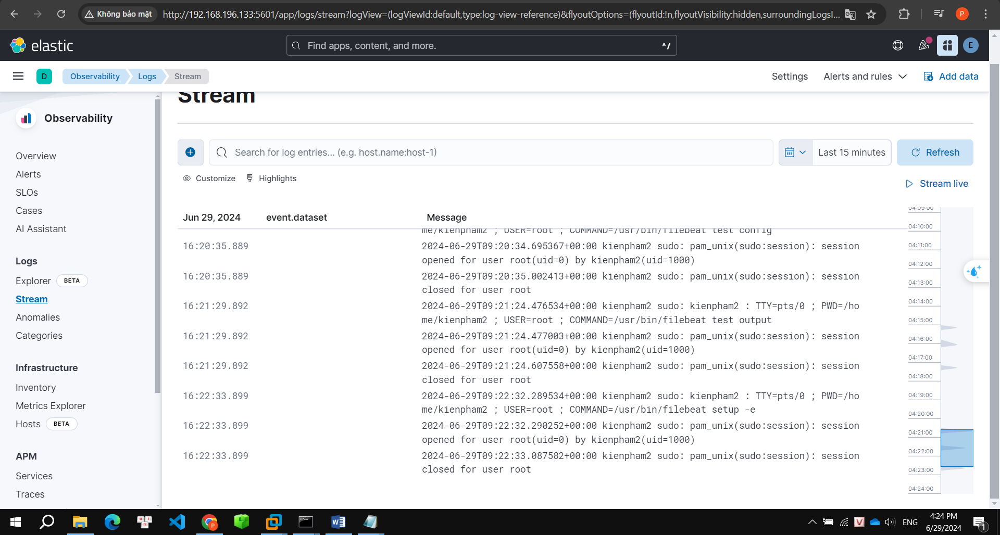 Không bảo mật
http://192.168.196.133:5601/app/logs/stream?logView=(logViewId:default,type:log-view-reference)&flyoutOptions=(flyoutId:!n,flyoutVisibility:hidden,surroundingLogsI...
P
elastic
Find apps, content, and more.
^/
E
D
Observability
Logs
Stream
Settings
Alerts and rules
Add data
Observability
Overview
Alerts
SLOs
Cases
AI Assistant
Logs
Explorer BETA
Stream
Anomalies
Categories
Infrastructure
Inventory
Metrics Explorer
Hosts BETA
APM
Services
Traces
Stream
Search for log entries... (e.g. host.name:host-1)
Last 15 minutes
Refresh
Customize
Highlights
Stream live
Jun 29, 2024 event.dataset Message
me/kienpham2 ; USER=root ; COMMAND=/usr/bin/filebeat test config
16:20:35.889 2024-06-29T09:20:34.695367+00:00 kienpham2 sudo: pam_unix(sudo:session): session
opened for user root(uid=0) by kienpham2(uid=1000)
16:20:35.889 2024-06-29T09:20:35.002413+00:00 kienpham2 sudo: pam_unix(sudo:session): session
closed for user root
16:21:29.892 2024-06-29T09:21:24.476534+00:00 kienpham2 sudo: kienpham2 : TTY=pts/0 ; PWD=/ho
me/kienpham2 ; USER=root ; COMMAND=/usr/bin/filebeat test output
16:21:29.892 2024-06-29T09:21:24.477003+00:00 kienpham2 sudo: pam_unix(sudo:session): session
opened for user root(uid=0) by kienpham2(uid=1000)
16:21:29.892 2024-06-29T09:21:24.607558+00:00 kienpham2 sudo: pam_unix(sudo:session): session
closed for user root
16:22:33.899 2024-06-29T09:22:32.289534+00:00 kienpham2 sudo: kienpham2 : TTY=pts/0 ; PWD=/ho
me/kienpham2 ; USER=root ; COMMAND=/usr/bin/filebeat setup -e
16:22:33.899 2024-06-29T09:22:32.290252+00:00 kienpham2 sudo: pam_unix(sudo:session): session
opened for user root(uid=0) by kienpham2(uid=1000)
16:22:33.899 2024-06-29T09:22:33.087582+00:00 kienpham2 sudo: pam_unix(sudo:session): session
closed for user root
04:09:00
04:10:00
04:11:00
04:12:00
04:13:00
04:14:00
04:15:00
04:16:00
04:17:00
04:18:00
04:19:00
04:20:00
04:21:00
04:22:00
04:23:00
04:24:00
ENG
4:24 PM
6/29/2024
1